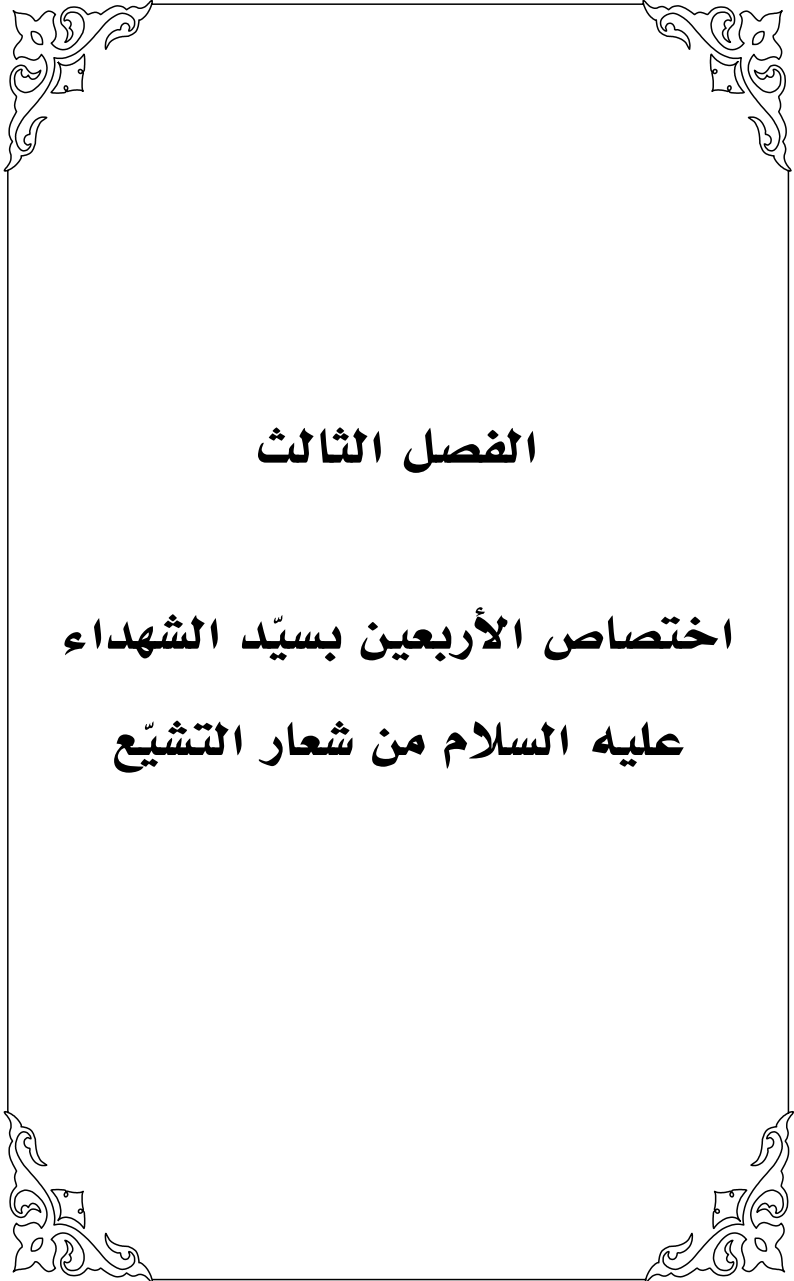 الفصل الثالث
اختصاص الأربعين بسيّد الشهداء
عليه السلام من شعار التشيّع